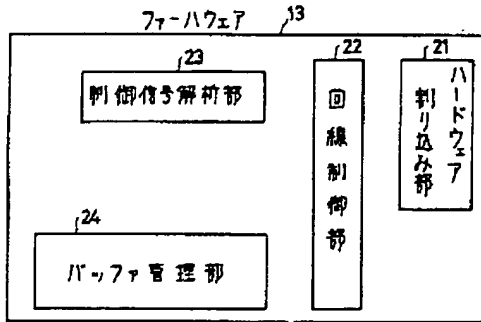 ファーハウェア 13
23
22
21
制御信号解析部
回線制御部
ハードウェア
割り込み部
24
バッファ管理部